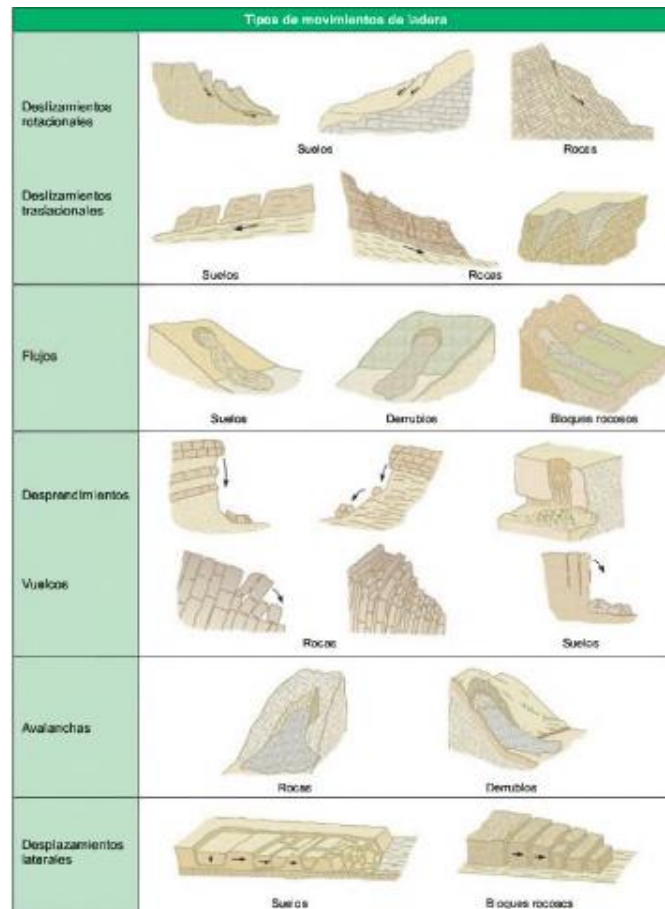 Tipos de movimientos de ladera
Deslizamientos
rotacionales
Suelos
Rocas
Deslizamientos
traslacionales
Suelos
Rocas
Flujos
Suelos
Derrubios
Bloques rocosos
Desprendimientos
Vuelcos
Rocas
Suelos
Avalanchas
Rocas
Derrubios
Desplazamientos
laterales
Suelos
Bloques rocosos